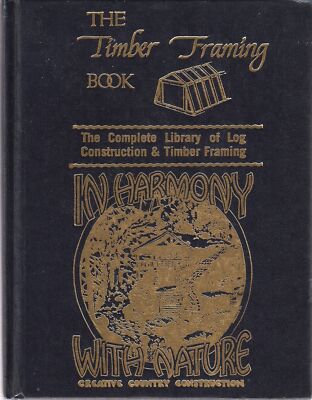 THE
Timber Framing
BOOK
The Complete Library of Log
Construction & Timber Framing
IN HARMONY
WITH NATURE
CREATIVE COUNTRY CONSTRUCTION